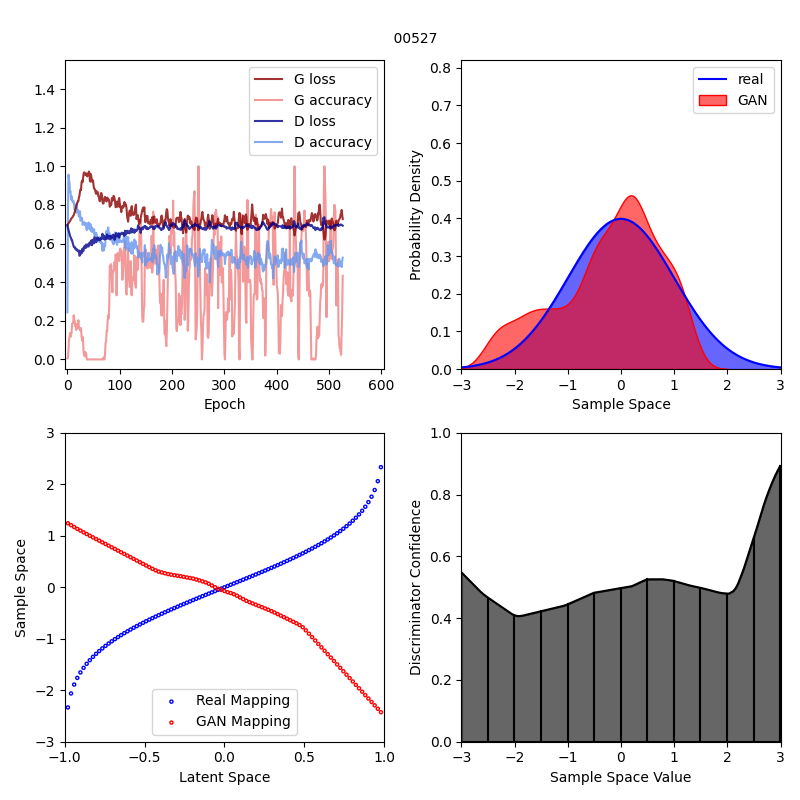 00527
G loss
G accuracy
D loss
D accuracy
1.4
1.2
1.0
0.8
0.6
0.4
0.2
0.0
0 100 200 300 400 500 600
Epoch
real
GAN
Probability Density
0.8
0.7
0.6
0.5
0.4
0.3
0.2
0.1
0.0
−3 −2 −1 0 1 2 3
Sample Space
Sample Space
3
2
1
0
−1
−2
−3
Real Mapping
GAN Mapping
−1.0 −0.5 0.0 0.5 1.0
Latent Space
Discriminator Confidence
1.0
0.8
0.6
0.4
0.2
0.0
−3 −2 −1 0 1 2 3
Sample Space Value